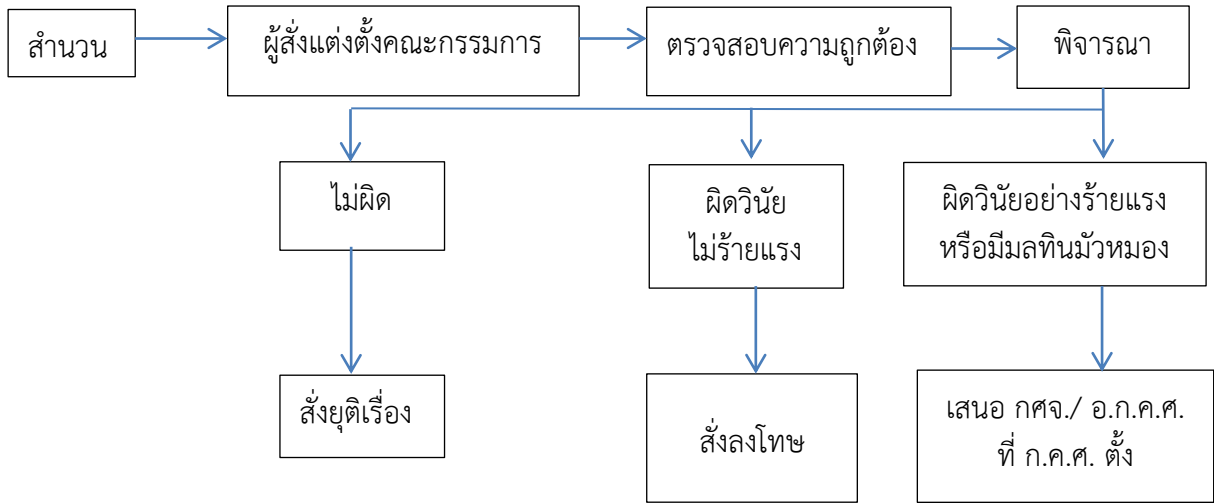 สำนวน
ผู้สั่งแต่งตั้งคณะกรรมการ
ตรวจสอบความถูกต้อง
พิจารณา
ไม่ผิด
ผิดวินัย
ไม่ร้ายแรง
ผิดวินัยอย่างร้ายแรง
หรือมีมลทินมัวหมอง
สั่งยุติเรื่อง
สั่งลงโทษ
เสนอ กศจ./ อ.ก.ค.ศ.
ที่ ก.ค.ศ. ตั้ง